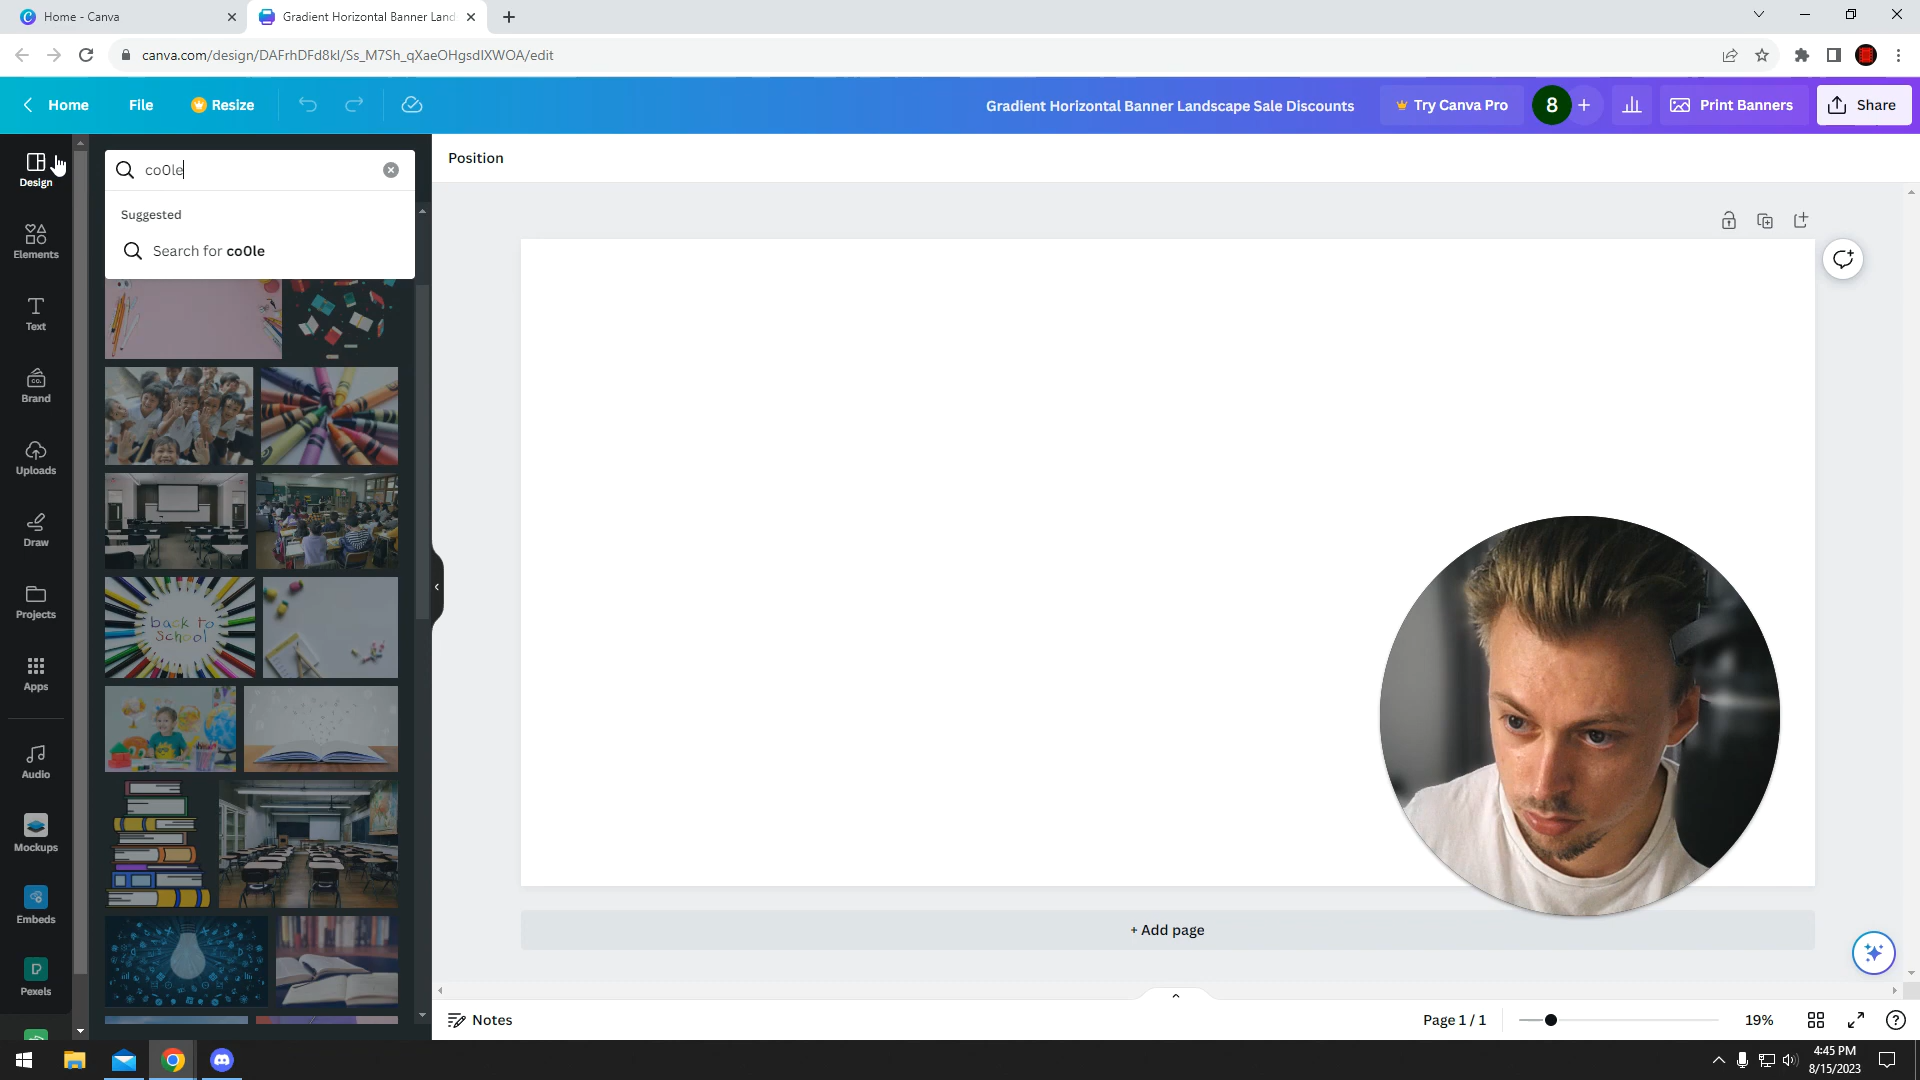 Home - Canva
Gradient Horizontal Banner Land
canva.com/design/DAFrhDFd8kI/Ss_M7Sh_qXaeOHgsdIXWOA/edit
Home
File
Resize
Gradient Horizontal Banner Landscape Sale Discounts
Try Canva Pro
8
Print Banners
Share
Design
co0le
Suggested
Search for co0le
Position
Elements
Text
CO.
Brand
Uploads
Draw
Projects
Apps
Audio
Mockups
Embeds
P
Pexels
back to
school
+ Add page
Notes
Page 1 / 1
19%
4:45 PM
8/15/2023